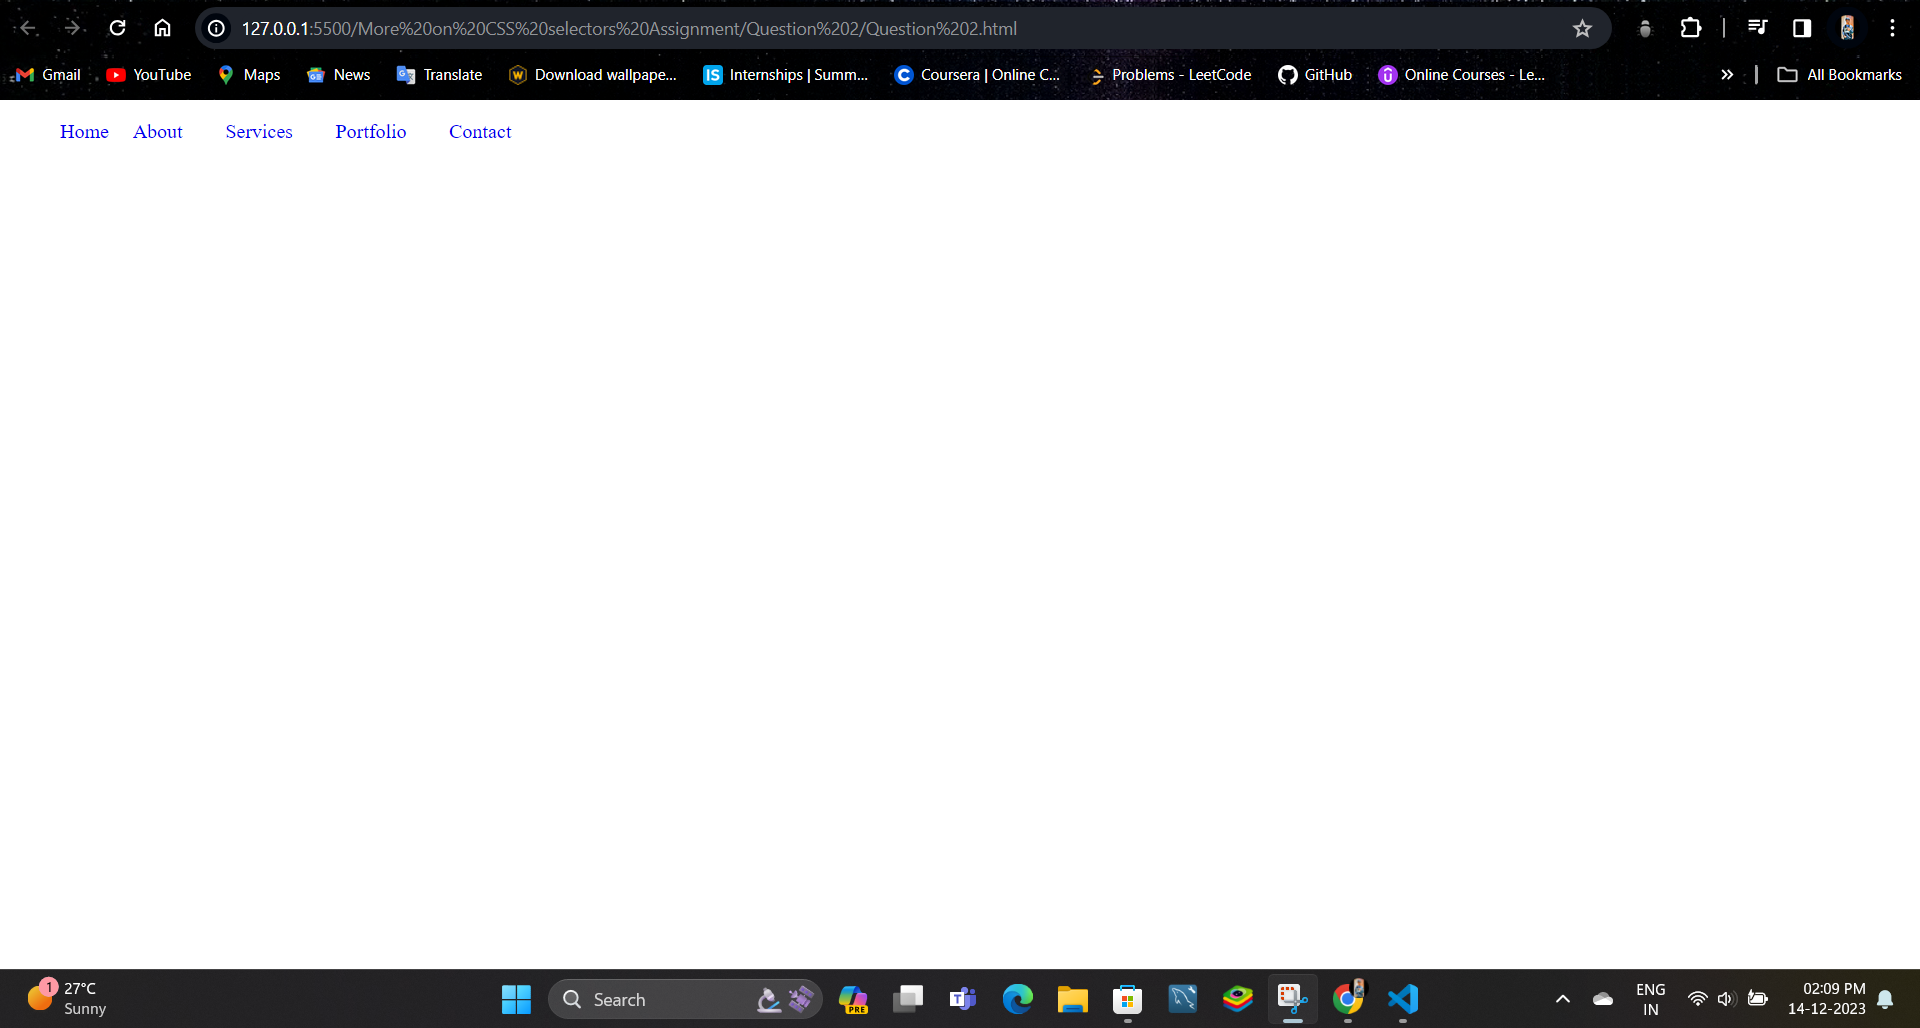 127.0.0.1:5500/More%20on%20CSS%20selectors%20Assignment/Question%202/Question%202.html
Gmail YouTube Maps News Translate Download wallpape... IS Internships | Summ... C Coursera | Online C... Problems - LeetCode GitHub Online Courses - Le... » All Bookmarks
Home About Services Portfolio Contact
1 27°C
Sunny
Search
PRE
ENG
IN
02:09 PM
14-12-2023